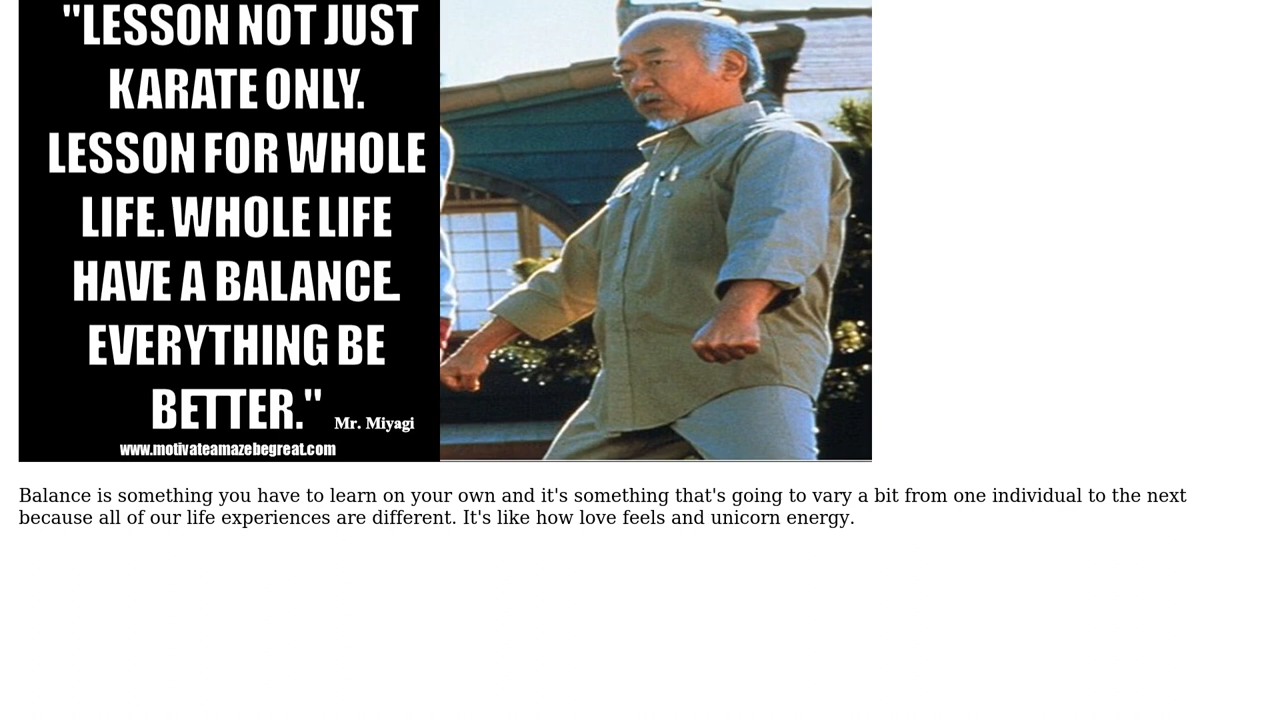 "LESSON NOT JUST
KARATE ONLY.
LESSON FOR WHOLE
LIFE. WHOLE LIFE
HAVE A BALANCE.
EVERYTHING BE
BETTER."
Mr. Miyagi
www.motivateamazebegreat.com
Balance is something you have to learn on your own and it's something that's going to vary a bit from one individual to the next
because all of our life experiences are different. It's like how love feels and unicorn energy.